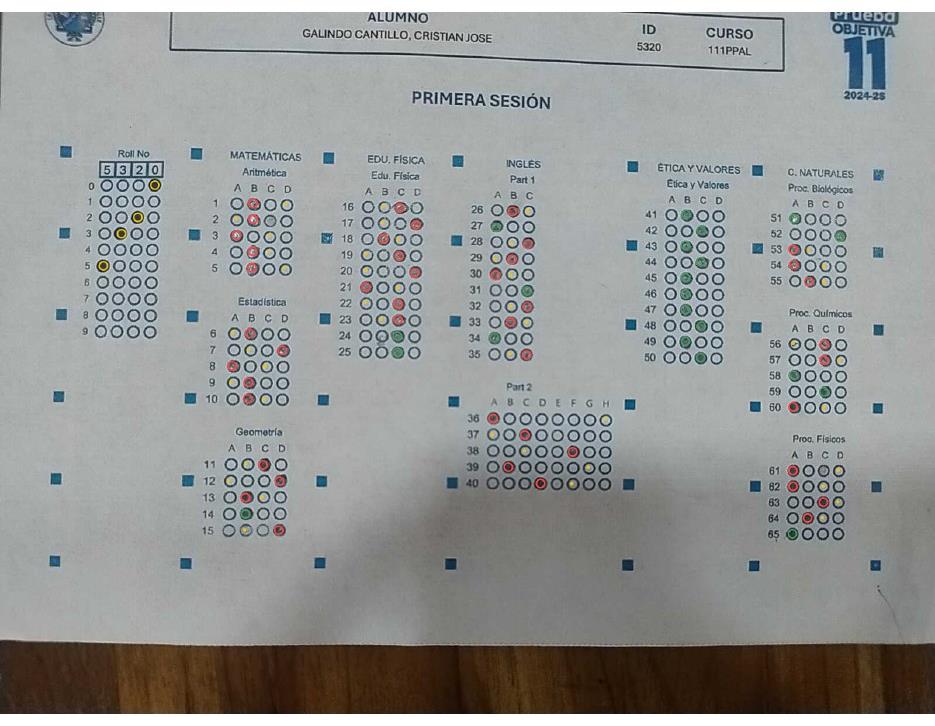 ALUMNO
GALINDO CANTILLO, CRISTIAN JOSE
ID
5320
CURSO
111PPAL
Prueba
OBJETIVA
11
2024-2S
PRIMERA SESIÓN
Roll No
5 3 2 0
0
1
2
3
4
5
6
7
8
9
MATEMÁTICAS
Aritmética
A B C D
1
2
3
4
5
Estadística
A B C D
6
7
8
9
10
Geometría
A B C D
11
12
13
14
15
EDU. FÍSICA
Edu. Física
A B C D
16
17
18
19
20
21
22
23
24
25
INGLÉS
Part 1
A B C
26
27
28
29
30
31
32
33
34
35
Part 2
A B C D E F G H
36
37
38
39
40
ÉTICA Y VALORES
Ética y Valores
A B C D
41
42
43
44
45
46
47
48
49
50
C. NATURALES
Proc. Biológicos
A B C D
51
52
53
54
55
Proc. Químicos
A B C D
56
57
58
59
60
Proc. Físicos
A B C D
61
62
63
64
65